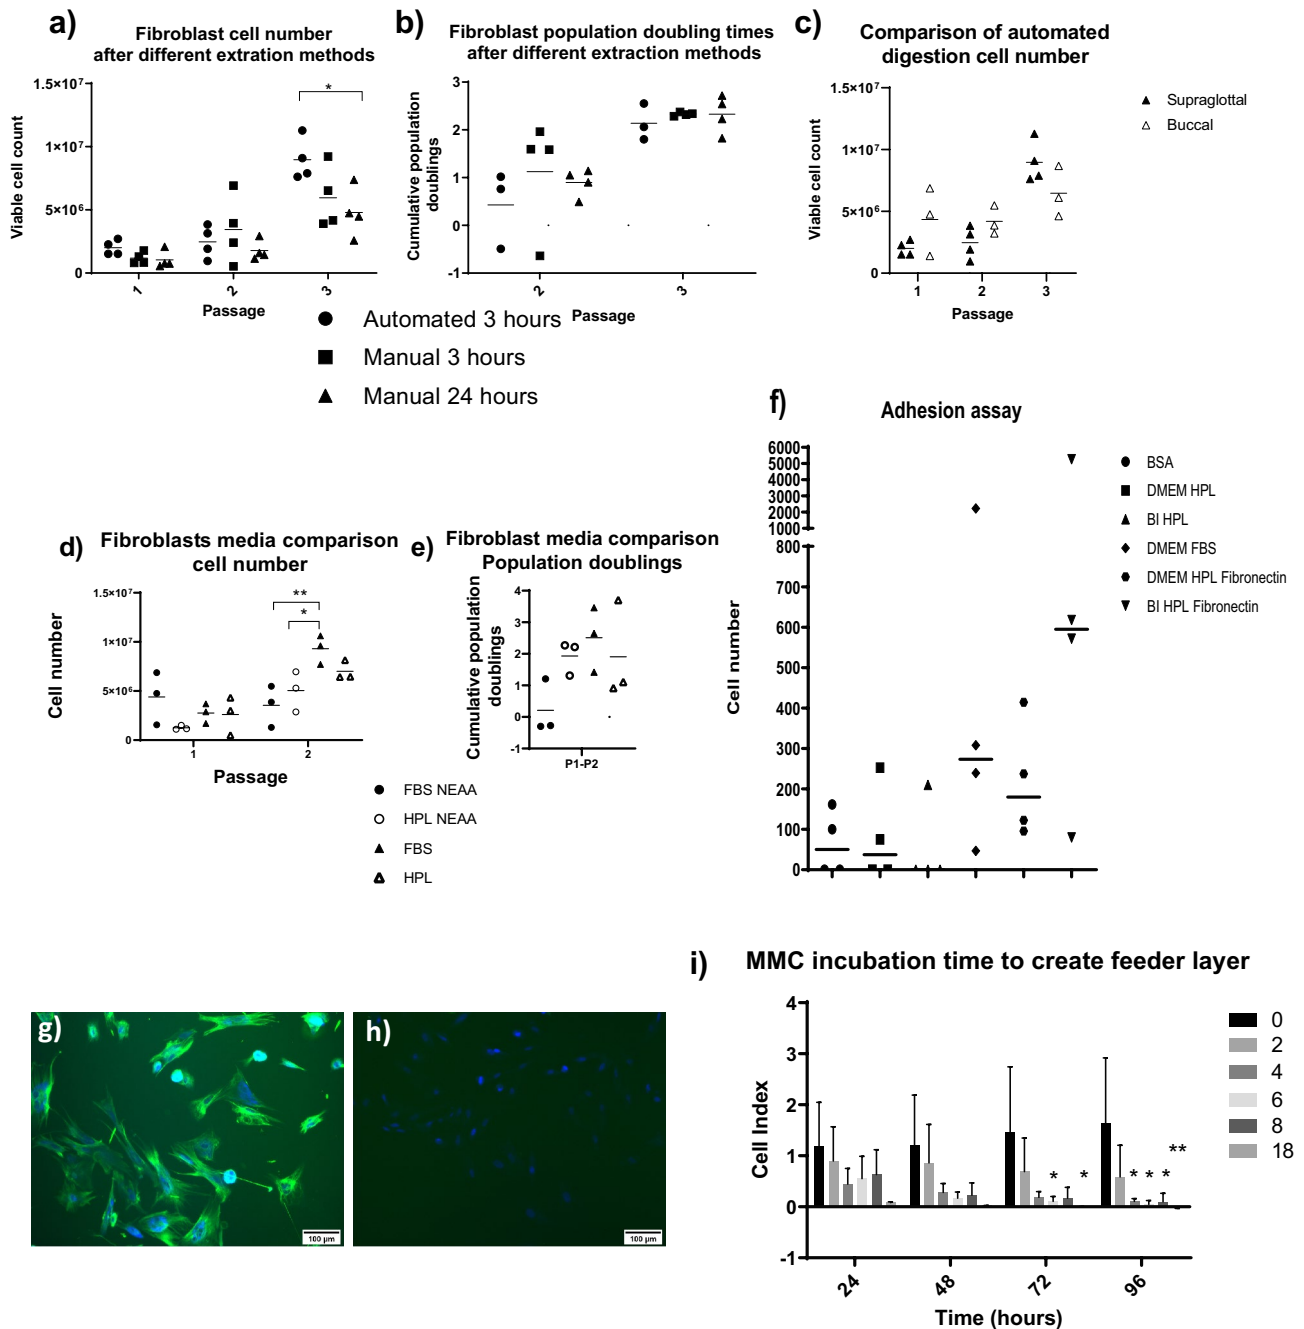 a)
Fibroblast cell number
after different extration methods
1.5×10⁷
1×10⁷
5×10⁶
0
Viable cell count
*
1
2
3
Passage
b)
Fibroblast population doubling times
after different extraction methods
3
2
1
0
-1
Cumulative population
doublings
2
3
Passage
c)
Comparison of automated
digestion cell number
1.5×10⁷
1×10⁷
5×10⁶
0
Viable cell count
1
2
3
Passage
Supraglottal
Buccal
Automated 3 hours
Manual 3 hours
Manual 24 hours
d)
Fibroblasts media comparison
cell number
1.5×10⁷
1×10⁷
5×10⁶
0
Cell number
**
*
1
2
Passage
e)
Fibroblast media comparison
Population doublings
4
3
2
1
0
-1
Cumulative population
doublings
P1-P2
FBS NEAA
HPL NEAA
FBS
HPL
f)
Adhesion assay
6000
5000
4000
3000
2000
1000
800
700
600
500
400
300
200
100
0
Cell number
BSA
DMEM HPL
BI HPL
DMEM FBS
DMEM HPL Fibronectin
BI HPL Fibronectin
g)
100 µm
h)
100 µm
i)
MMC incubation time to create feeder layer
4
3
2
1
0
-1
Cell Index
* *
* * * **
24
48
72
96
Time (hours)
0
2
4
6
8
18